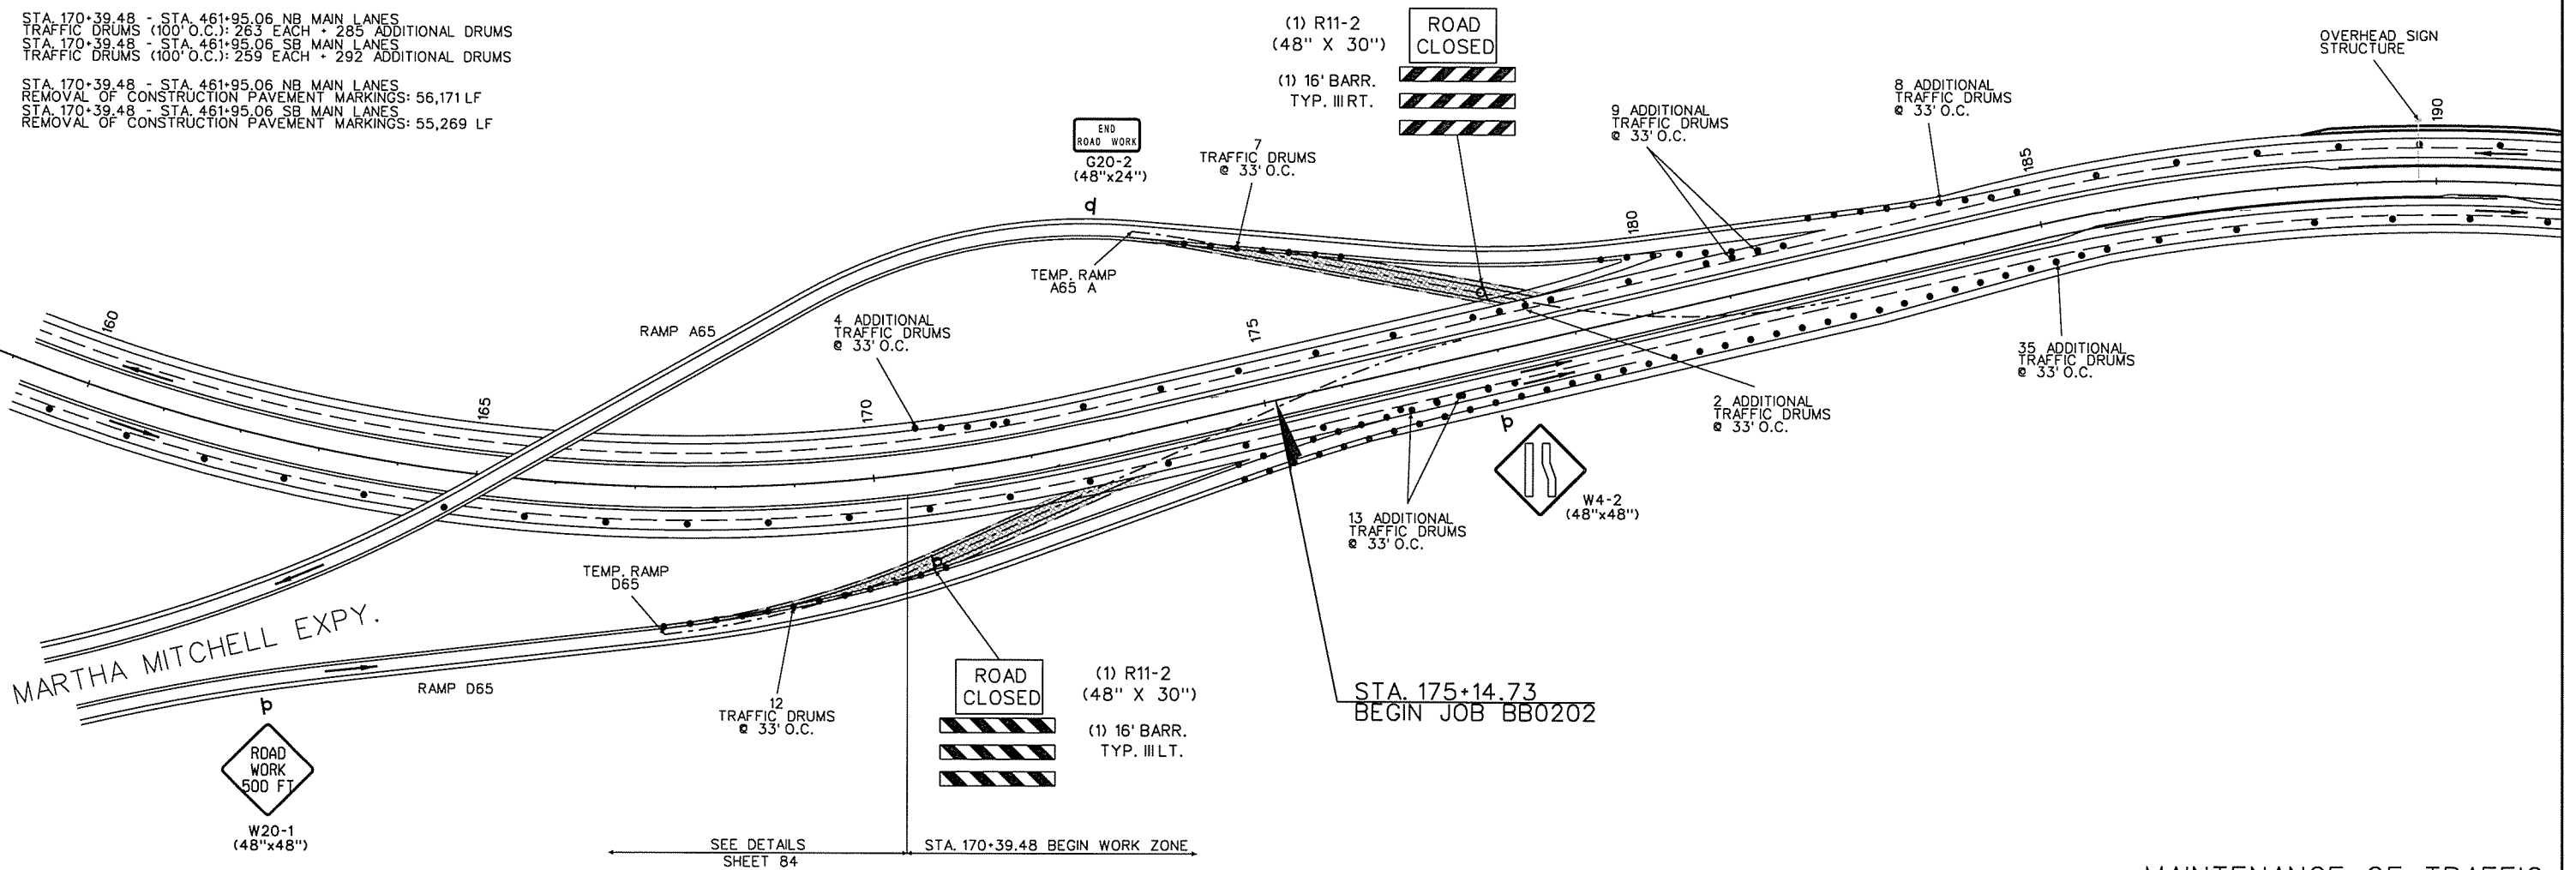 STA. 170+39.48 - STA. 461+95.06 NB MAIN LANES
TRAFFIC DRUMS (100' O.C.): 263 EACH + 285 ADDITIONAL DRUMS
STA. 170+39.48 - STA. 461+95.06 SB MAIN LANES
TRAFFIC DRUMS (100' O.C.): 259 EACH + 292 ADDITIONAL DRUMS
STA. 170+39.48 - STA. 461+95.06 NB MAIN LANES
REMOVAL OF CONSTRUCTION PAVEMENT MARKINGS: 56,171 LF
STA. 170+39.48 - STA. 461+95.06 SB MAIN LANES
REMOVAL OF CONSTRUCTION PAVEMENT MARKINGS: 55,269 LF
(1) R11-2
(48" X 30")
ROAD
CLOSED
(1) 16' BARR.
TYP. III RT.
OVERHEAD SIGN
STRUCTURE
190
8 ADDITIONAL
TRAFFIC DRUMS
@ 33' O.C.
9 ADDITIONAL
TRAFFIC DRUMS
@ 33' O.C.
END
ROAD WORK
G20-2
(48"x24")
7
TRAFFIC DRUMS
@ 33' O.C.
185
180
TEMP. RAMP
A65 A
RAMP A65
160
4 ADDITIONAL
TRAFFIC DRUMS
@ 33' O.C.
175
165
170
35 ADDITIONAL
TRAFFIC DRUMS
@ 33' O.C.
2 ADDITIONAL
TRAFFIC DRUMS
@ 33' O.C.
W4-2
(48"x48")
13 ADDITIONAL
TRAFFIC DRUMS
@ 33' O.C.
TEMP. RAMP
D65
MARTHA MITCHELL EXPY.
RAMP D65
12
TRAFFIC DRUMS
@ 33' O.C.
ROAD
CLOSED
(1) R11-2
(48" X 30")
(1) 16' BARR.
TYP. III LT.
STA. 175+14.73
BEGIN JOB BB0202
ROAD
WORK
500 FT
W20-1
(48"x48")
SEE DETAILS
SHEET 84
STA. 170+39.48 BEGIN WORK ZONE
MAINTENANCE OF TRAFFIC